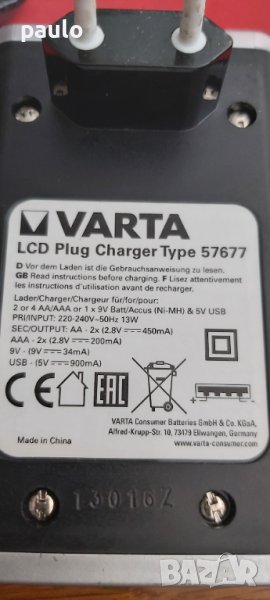 paulo
VARTA
LCD Plug Charger Type 57677
D Vor dem Laden ist die Gebrauchsanweisung zu lesen.
GB Read instructions before charging. F Lisez attentivement
les instructions d'utilisation avant de recharger.
Lader/Charger/Chargeur für/for/pour:
2 or 4 AA/AAA or 1 x 9V Batt/Accus (Ni-MH) & 5V USB
PRI/INPUT: 220-240V~50Hz 13W
SEC/OUT: AA - 2x (2.8V ⎓ 450mA)
AAA - 2x (2.8V ⎓ 200mA)
9V - (9V ⎓ 34mA)
USB - (5V ⎓ 900mA)
CE EAC
VARTA Consumer Batteries GmbH & Co. KGaA,
Alfred-Krupp-Str. 10, 73479 Ellwangen, Germany
Made in China
www.varta-consumer.com
13016Z
BAZAR